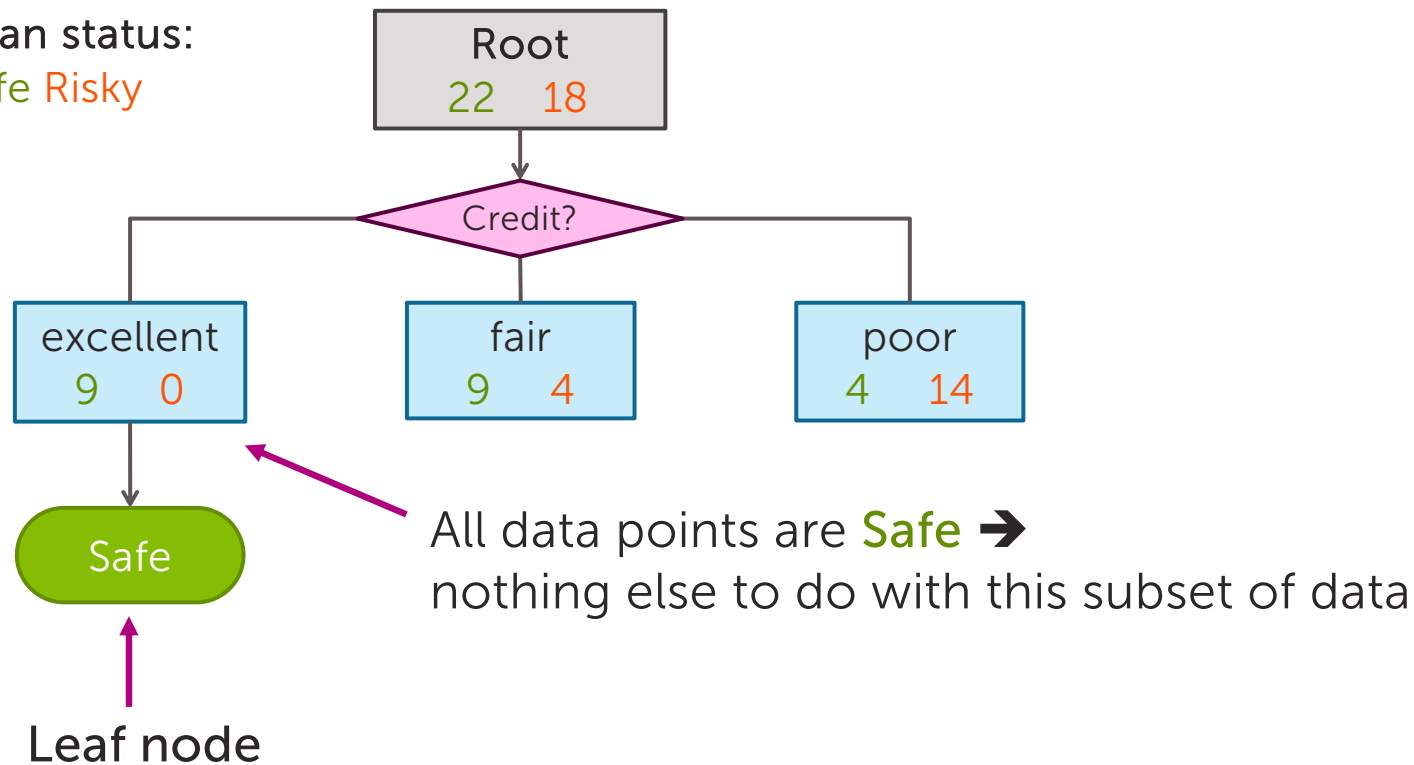 an status:
fe Risky
Root
22 18
Credit?
excellent
9 0
fair
9 4
poor
4 14
Safe
All data points are Safe ➔
nothing else to do with this subset of data
Leaf node